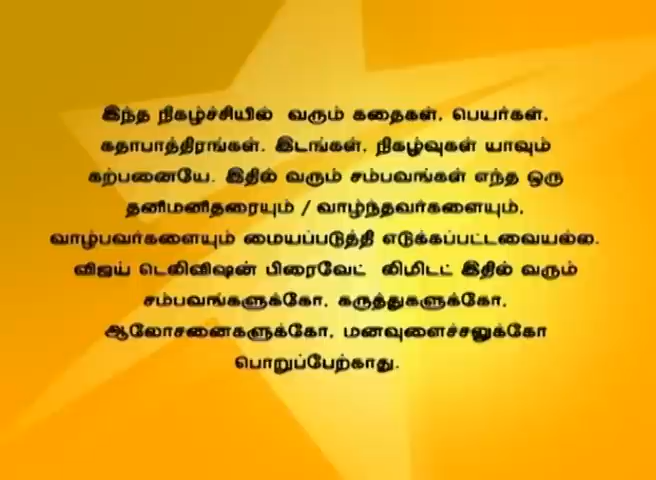 இந்த நிகழ்ச்சியில் வரும் கதைகள், பெயர்கள்,
கதாபாத்திரங்கள், இடங்கள், நிகழ்வுகள் யாவும்
கற்பனையே. இதில் வரும் சம்பவங்கள் எந்த ஒரு
தனிமனிதரையும் / வாழ்ந்தவர்களையும்,
வாழ்பவர்களையும் மையப்படுத்தி எடுக்கப்பட்டவையல்ல.
விஜய் டெலிவிஷன் பிரைவேட் லிமிடட் இதில் வரும்
சம்பவங்களுக்கோ, கருத்துகளுக்கோ,
ஆலோசனைகளுக்கோ, மனவுளைச்சலுக்கோ
பொறுப்பேற்காது.